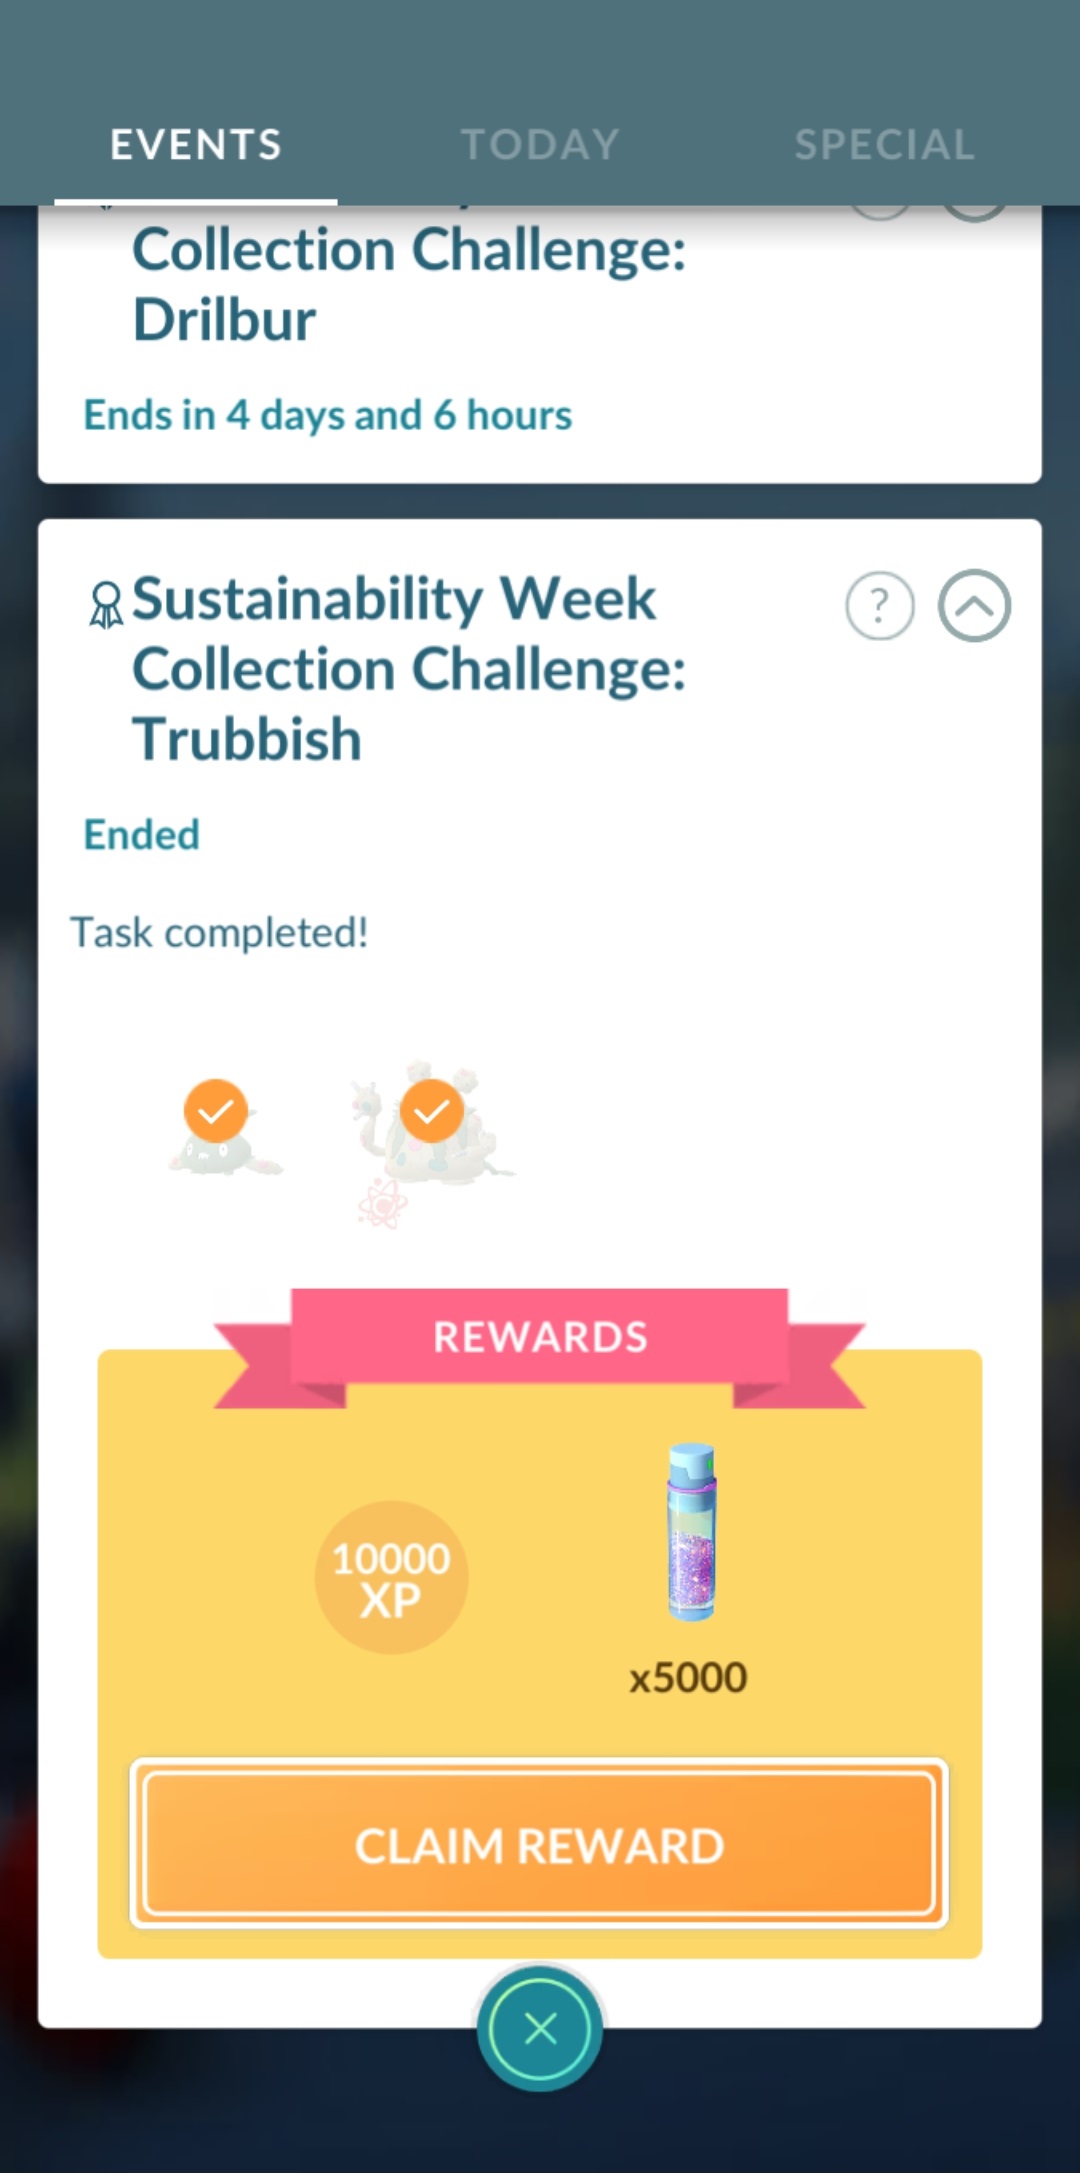 EVENTS
TODAY
SPECIAL
Collection Challenge:
Drilbur
Ends in 4 days and 6 hours
Sustainability Week
?
Collection Challenge:
Trubbish
Ended
Task completed!
REWARDS
10000
XP
x5000
CLAIM REWARD